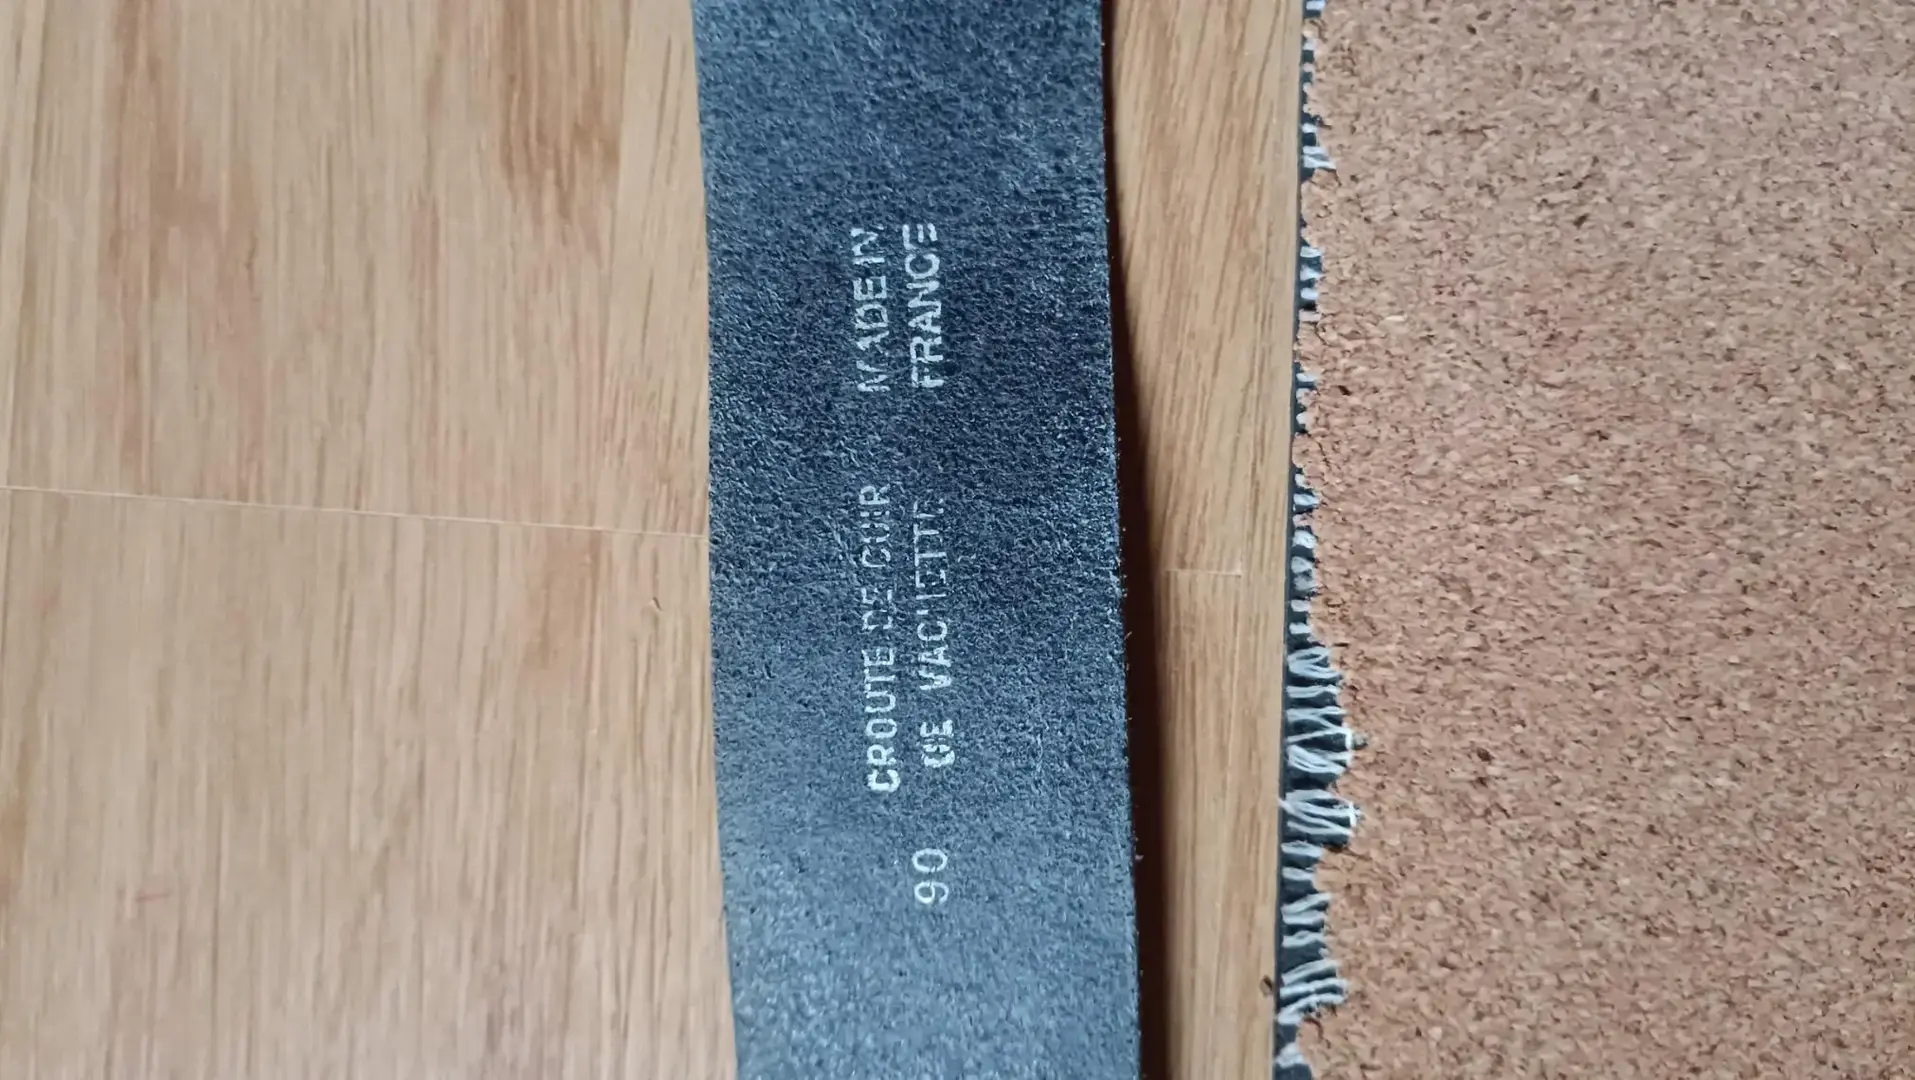 CROUTE DE CUIR
DE VACHETTE
MADE IN
FRANCE
90